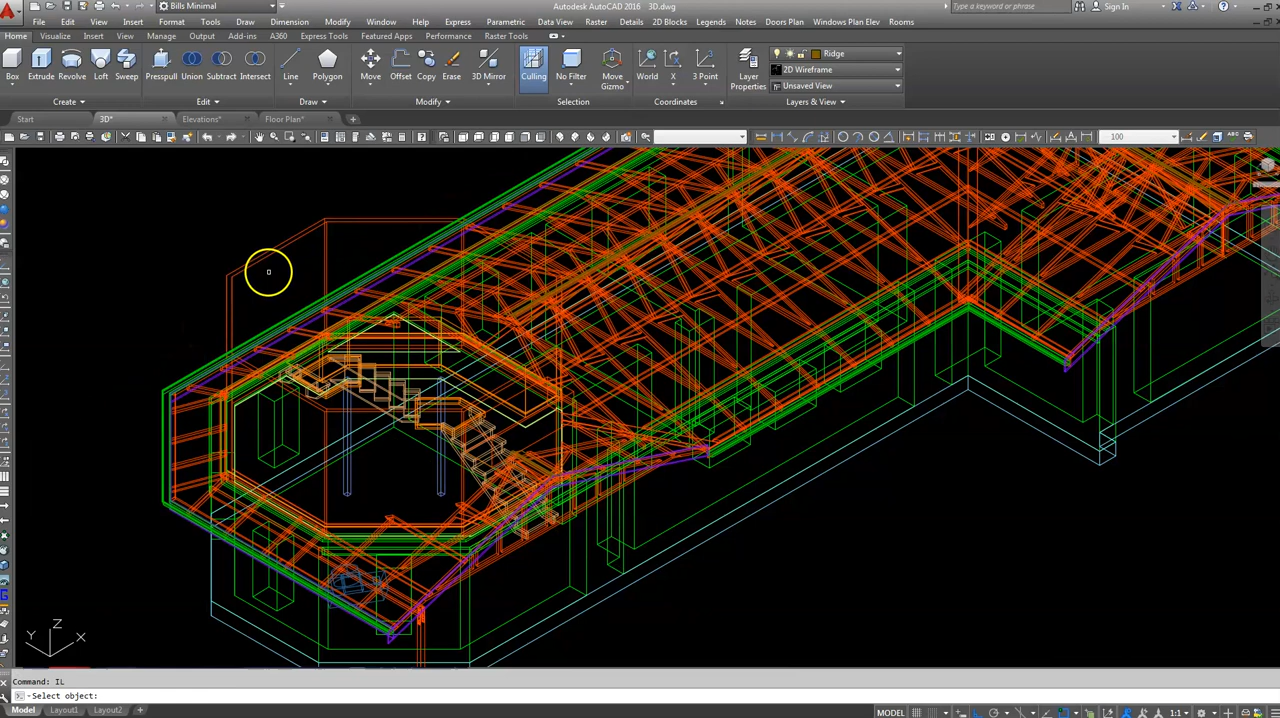 Bills Minimal
Autodesk AutoCAD 2016   3D.dwg
Type a keyword or phrase
Sign In
File Edit View Insert Format Tools Draw Dimension Modify Window Help Express Parametric Data View Raster Details 2D Blocks Legends Notes Doors Plan Windows Plan Elev Rooms
Home Visualize Insert View Manage Output Add-ins A360 Express Tools Featured Apps Performance Raster Tools
Ridge
2D Wireframe
Unsaved View
Box Extrude Revolve Loft Sweep Presspull Union Subtract Intersect Line Polygon Move Offset Copy Erase 3D Mirror Culling No Filter Move Gizmo World X 3 Point Layer Properties
Create Edit Draw Modify Selection Coordinates Layers & View
Start 3D* Elevations* Floor Plan*
100
Z
Y X
Command: IL
Select object:
Model Layout1 Layout2
MODEL 1:1